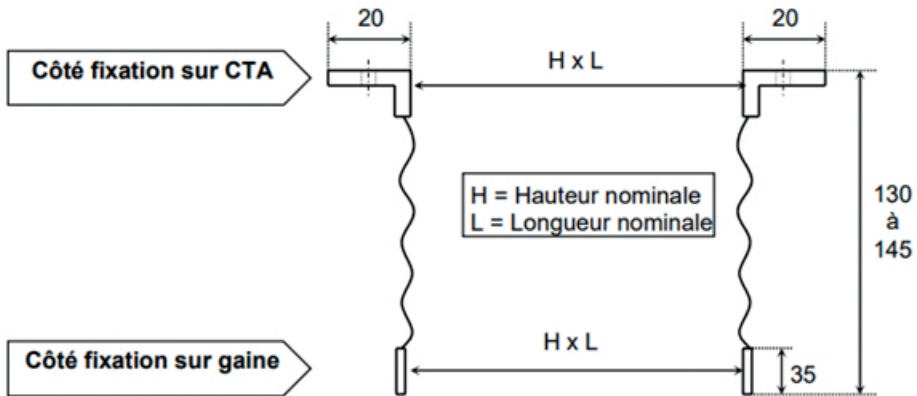 20
20
Côté fixation sur CTA
H x L
H = Hauteur nominale
L = Longueur nominale
130
à
145
Côté fixation sur gaine
H x L
35